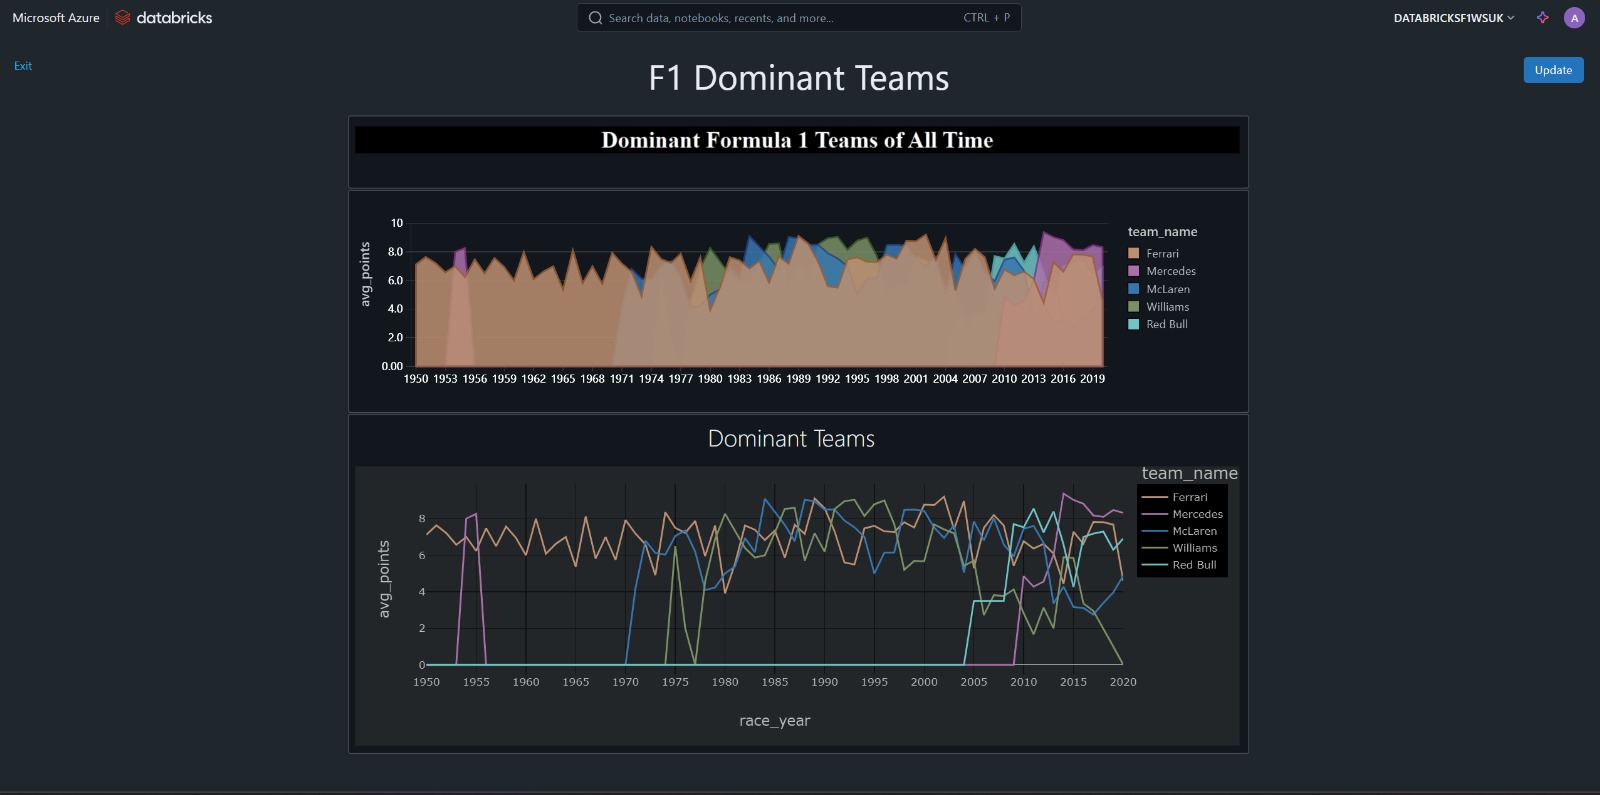 Microsoft Azure databricks Search data, notebooks, recents, and more... CTRL + P DATABRICKSF1WSUK A
Exit
F1 Dominant Teams
Update
Dominant Formula 1 Teams of All Time
avg_points
10
8.0
6.0
4.0
2.0
0.00
1950 1953 1956 1959 1962 1965 1968 1971 1974 1977 1980 1983 1986 1989 1992 1995 1998 2001 2004 2007 2010 2013 2016 2019
team_name
Ferrari
Mercedes
McLaren
Williams
Red Bull
Dominant Teams
avg_points
8
6
4
2
0
1950 1955 1960 1965 1970 1975 1980 1985 1990 1995 2000 2005 2010 2015 2020
race_year
team_name
Ferrari
Mercedes
McLaren
Williams
Red Bull